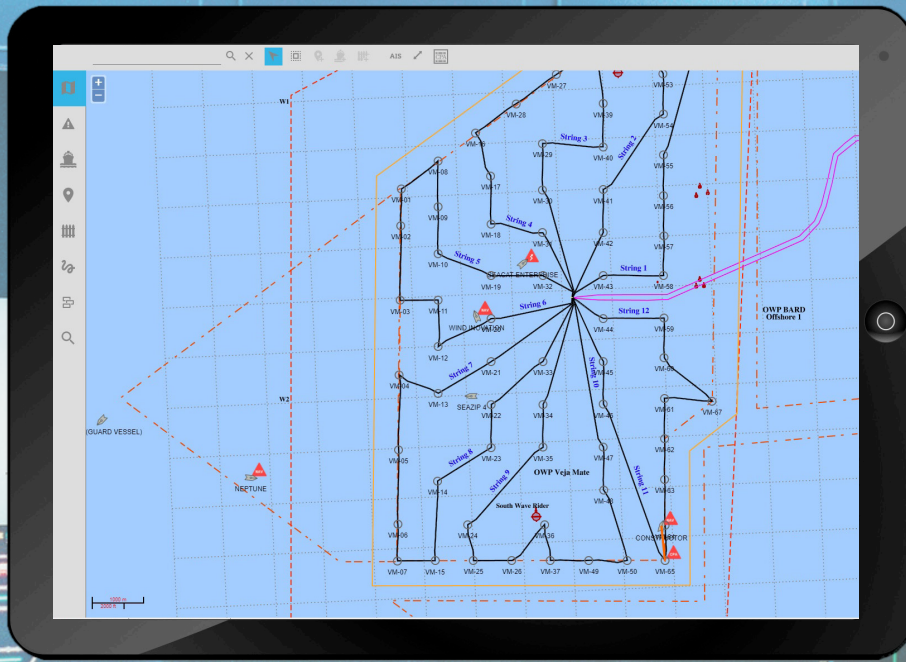 AIS
+
−
W1
VM-27
VM-53
VM-28
VM-39
VM-54
VM-16
String 3
String 2
VM-29
VM-40
VM-55
VM-08
VM-17
VM-01
VM-30
VM-41
VM-56
VM-09
VM-02
VM-18
String 4
VM-31
VM-42
VM-57
VM-10
String 5
SEACAT ENTERPRISE
String 1
VM-19
VM-32
VM-43
VM-58
VM-03
VM-11
String 6
String 12
OWP BARD
Offshore 1
WIND INOVATION
VM-44
VM-59
VM-12
String 7
VM-21
VM-33
String 10
VM-45
VM-60
VM-04
W2
VM-13
SEAZIP 4
VM-22
VM-34
VM-46
VM-61
VM-67
(GUARD VESSEL)
VM-05
String 8
VM-23
VM-35
VM-47
VM-62
NEPTUNE
VM-14
String 9
OWP Veja Mate
String 11
VM-63
VM-48
South Wave Rider
VM-06
VM-24
VM-36
VM-07
VM-15
VM-25
VM-26
VM-37
VM-49
VM-50
VM-65
1000 m
2000 ft